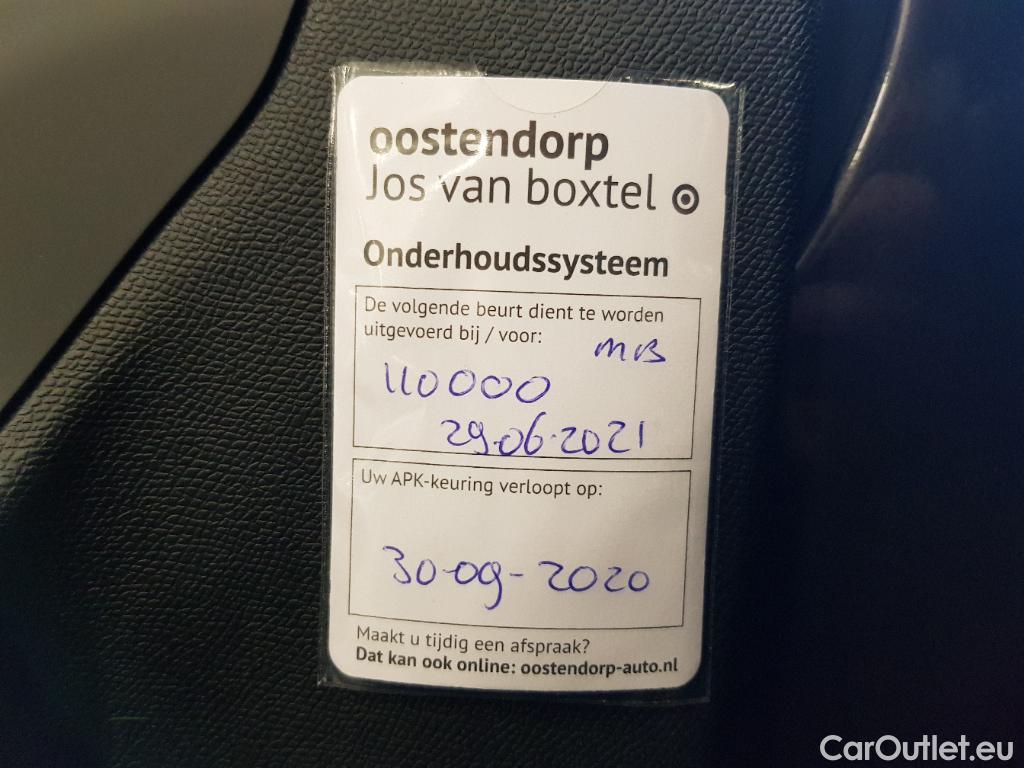 oostendorp
Jos van boxtel
Onderhoudssysteem
De volgende beurt dient te worden
uitgevoerd bij / voor:
MB
110000
29-06-2021
Uw APK-keuring verloopt op:
30-09-2020
Maakt u tijdig een afspraak?
Dat kan ook online: oostendorp-auto.nl
CarOutlet.eu